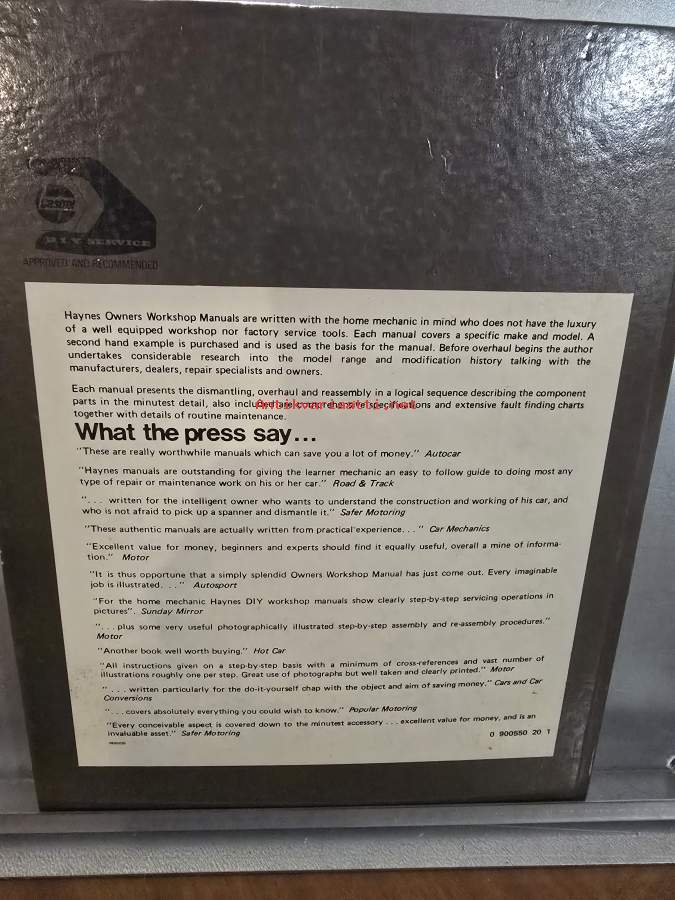 Castrol
DIY SERVICE
APPROVED AND RECOMMENDED
Haynes Owners Workshop Manuals are written with the home mechanic in mind who does not have the luxury
of a well equipped workshop nor factory service tools. Each manual covers a specific make and model. A
second hand example is purchased and is used as the basis for the manual. Before overhaul begins the author
undertakes considerable research into the model range and modification history talking with the
manufacturers, dealers, repair specialists and owners.
Each manual presents the dismantling, overhaul and reassembly in a logical sequence describing the component
parts in the minutest detail, also included are comprehensive specifications and extensive fault finding charts
together with details of routine maintenance.
What the press say...
"These are really worthwhile manuals which can save you a lot of money." Autocar
"Haynes manuals are outstanding for giving the learner mechanic an easy to follow guide to doing most any
type of repair or maintenance work on his or her car." Road & Track
"... written for the intelligent owner who wants to understand the construction and working of his car, and
who is not afraid to pick up a spanner and dismantle it." Safer Motoring
"These authentic manuals are actually written from practical experience..." Car Mechanics
"Excellent value for money, beginners and experts should find it equally useful, overall a mine of informa-
tion." Motor
"It is thus opportune that a simply splendid Owners Workshop Manual has just come out. Every imaginable
job is illustrated. . ." Autosport
"For the home mechanic Haynes DIY workshop manuals show clearly step-by-step servicing operations in
pictures". Sunday Mirror
"...plus some very useful photographically illustrated step-by-step assembly and re-assembly procedures."
Motor
"Another book well worth buying." Hot Car
"All instructions given on a step-by-step basis with a minimum of cross-references and vast number of
illustrations roughly one per step. Great use of photographs but well taken and clearly printed." Motor
" . . . written particularly for the do-it-yourself chap with the object and aim of saving money." Cars and Car
Conversions
"...covers absolutely everything you could wish to know." Popular Motoring
"Every conceivable aspect is covered down to the minutest accessory ...excellent value for money, and is an
invaluable asset." Safer Motoring
0 900550 20 1